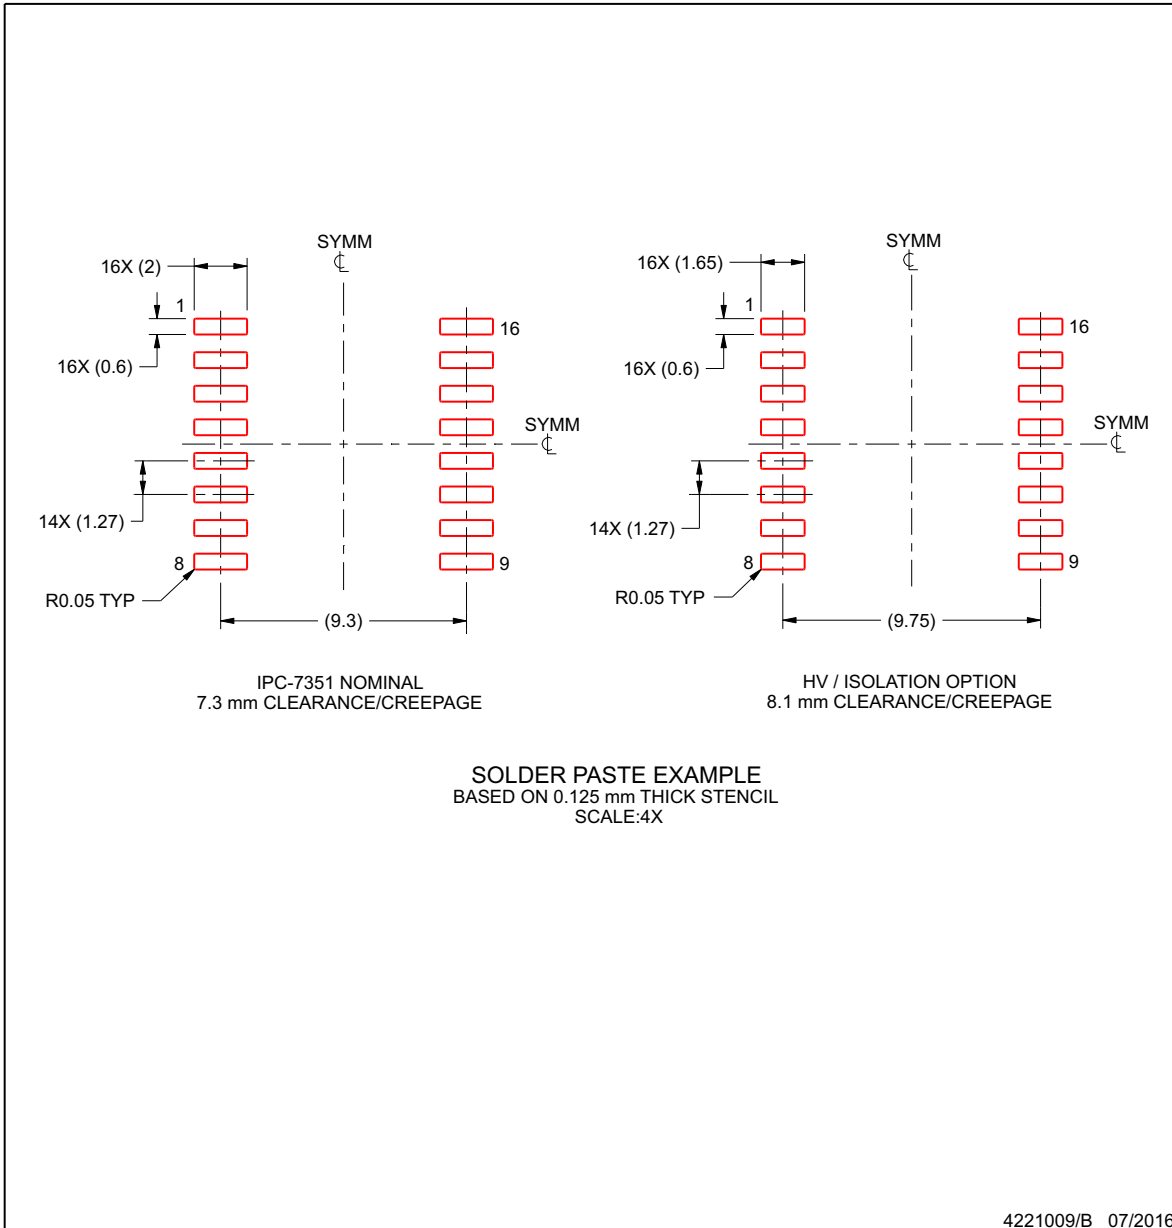 SYMM
℄
16X (2)
1
16
16X (0.6)
SYMM
℄
14X (1.27)
8
9
R0.05 TYP
(9.3)
IPC-7351 NOMINAL
7.3 mm CLEARANCE/CREEPAGE
SYMM
℄
16X (1.65)
1
16
16X (0.6)
SYMM
℄
14X (1.27)
8
9
R0.05 TYP
(9.75)
HV / ISOLATION OPTION
8.1 mm CLEARANCE/CREEPAGE
SOLDER PASTE EXAMPLE
BASED ON 0.125 mm THICK STENCIL
SCALE:4X
4221009/B 07/2016